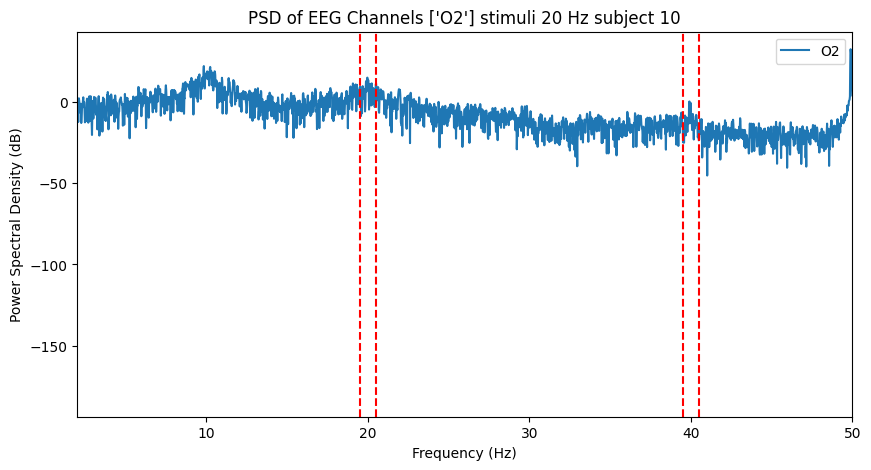 PSD of EEG Channels ['O2'] stimuli 20 Hz subject 10
O2
Power Spectral Density (dB)
0
−50
−100
−150
10
20
30
40
50
Frequency (Hz)